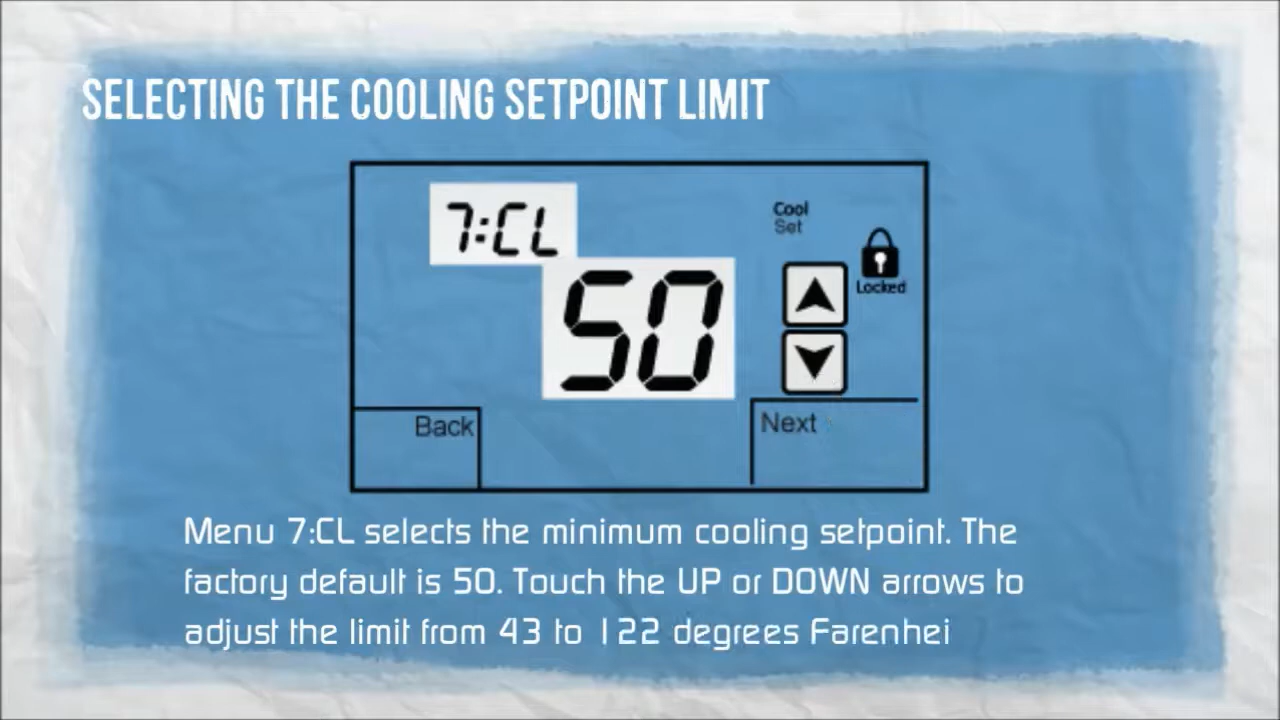 SELECTING THE COOLING SETPOINT LIMIT
7:CL
Cool
Set
50
Locked
Back
Next
Menu 7:CL selects the minimum cooling setpoint. The
factory default is 50. Touch the UP or DOWN arrows to
adjust the limit from 43 to 122 degrees Farenhei